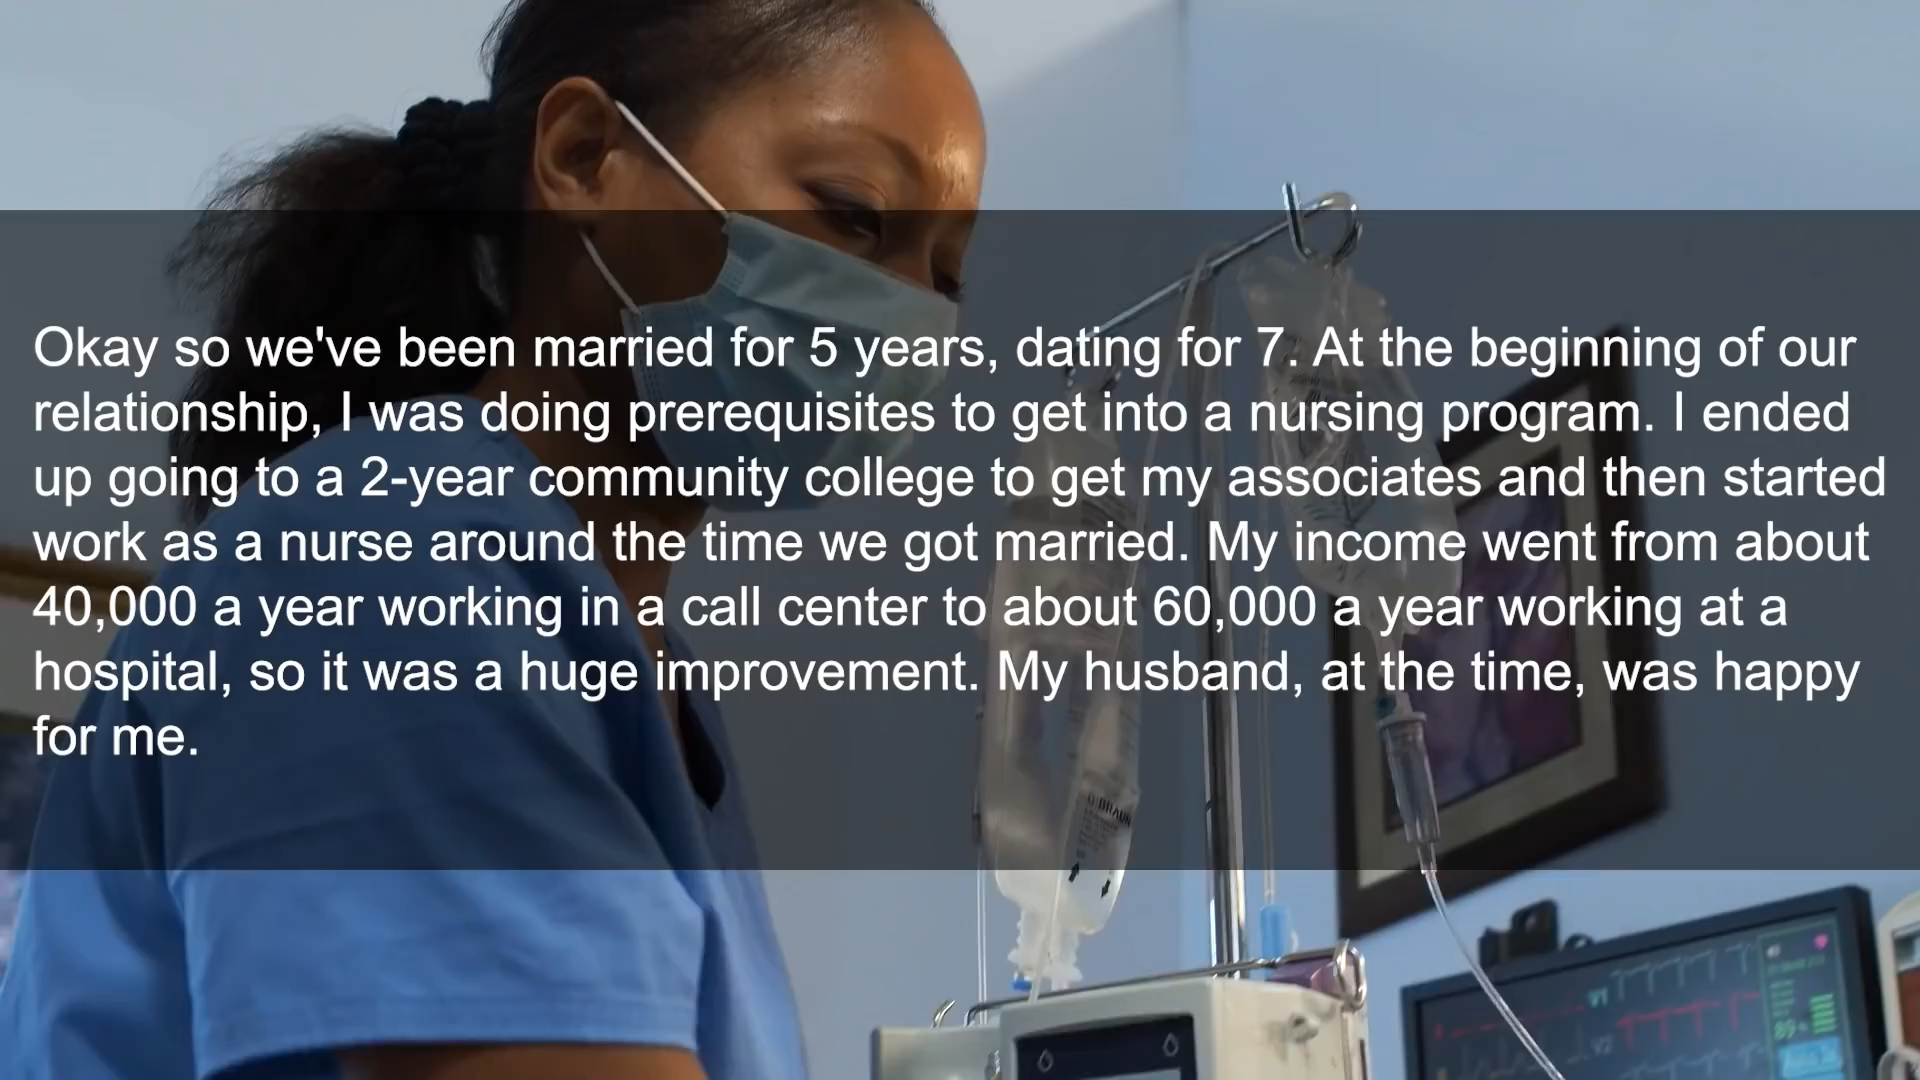 Okay so we've been married for 5 years, dating for 7. At the beginning of our
relationship, I was doing prerequisites to get into a nursing program. I ended
up going to a 2-year community college to get my associates and then started
work as a nurse around the time we got married. My income went from about
40,000 a year working in a call center to about 60,000 a year working at a
hospital, so it was a huge improvement. My husband, at the time, was happy
for me.
B|BRAUN
V1
V2